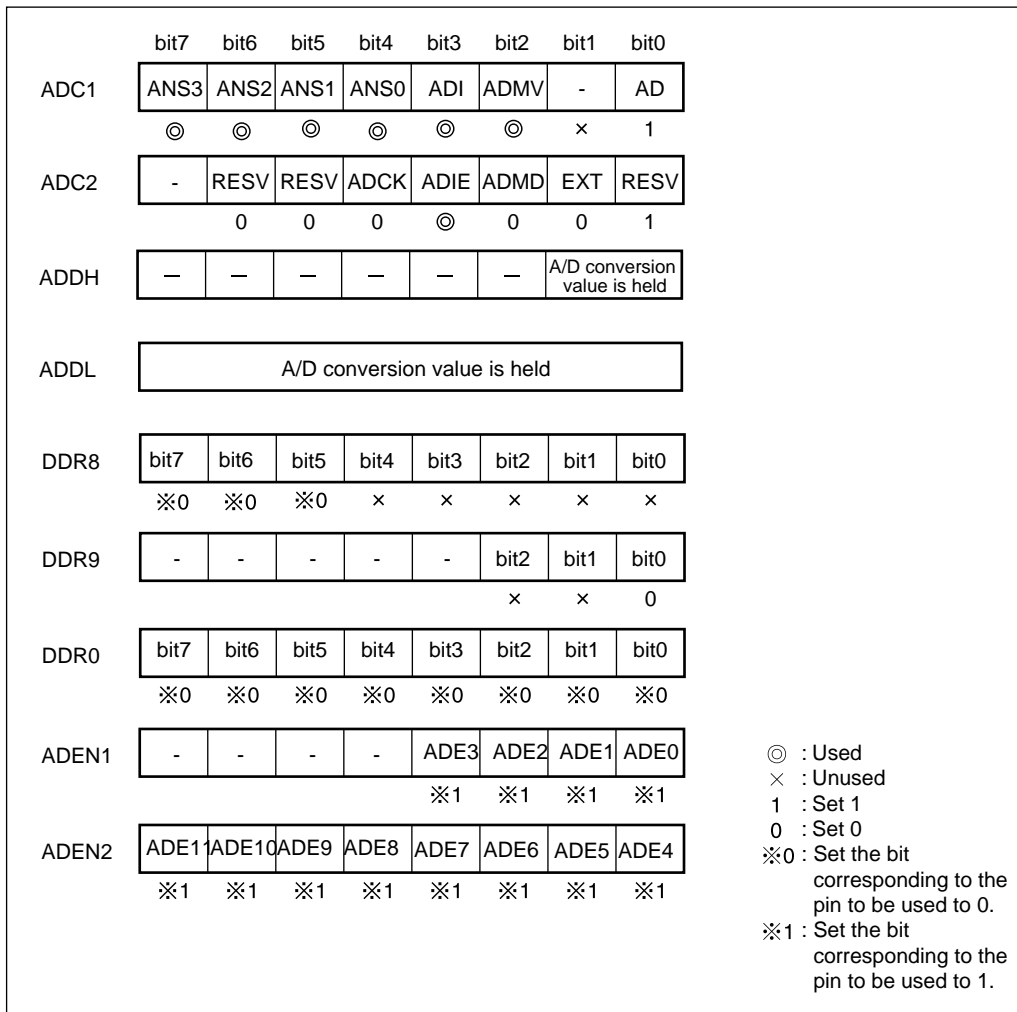 bit7 bit6 bit5 bit4 bit3 bit2 bit1 bit0
ADC1 ANS3 ANS2 ANS1 ANS0 ADI ADMV - AD
◎ ◎ ◎ ◎ ◎ ◎ × 1
ADC2 - RESV RESV ADCK ADIE ADMD EXT RESV
0 0 0 ◎ 0 0 1
ADDH — — — — — — A/D conversion
value is held
ADDL A/D conversion value is held
DDR8 bit7 bit6 bit5 bit4 bit3 bit2 bit1 bit0
※0 ※0 ※0 × × × × ×
DDR9 - - - - - bit2 bit1 bit0
× × 0
DDR0 bit7 bit6 bit5 bit4 bit3 bit2 bit1 bit0
※0 ※0 ※0 ※0 ※0 ※0 ※0 ※0
ADEN1 - - - - ADE3 ADE2 ADE1 ADE0
※1 ※1 ※1 ※1
ADEN2 ADE11 ADE10 ADE9 ADE8 ADE7 ADE6 ADE5 ADE4
※1 ※1 ※1 ※1 ※1 ※1 ※1 ※1
◎ : Used
× : Unused
1 : Set 1
0 : Set 0
※0 : Set the bit
corresponding to the
pin to be used to 0.
※1 : Set the bit
corresponding to the
pin to be used to 1.